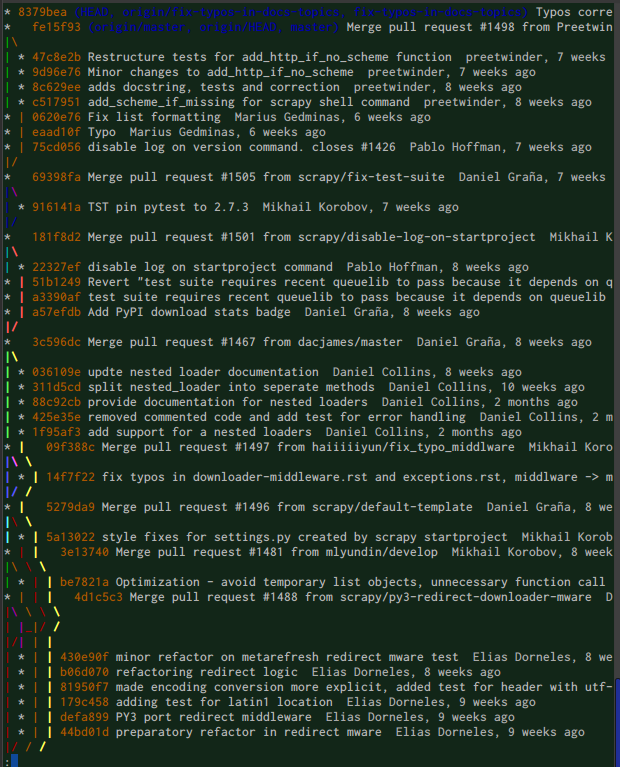 * 8379bea (HEAD, origin/fix-typos-in-docs-topics, fix-typos-in-docs-topics) Typos corre
*   fe15f93 (origin/master, origin/HEAD, master) Merge pull request #1498 from Preetwin
|\
| * 47c8e2b Restructure tests for add_http_if_no_scheme function  preetwinder, 7 weeks
| * 9d96e76 Minor changes to add_http_if_no_scheme  preetwinder, 7 weeks ago
| * 8c629ee adds docstring, tests and correction  preetwinder, 8 weeks ago
| * c517951 add_scheme_if_missing for scrapy shell command  preetwinder, 8 weeks ago
* | 0620e76 Fix list formatting  Marius Gedminas, 6 weeks ago
* | eaad10f Typo  Marius Gedminas, 6 weeks ago
* | 75cd056 disable log on version command. closes #1426  Pablo Hoffman, 7 weeks ago
|/
*   69398fa Merge pull request #1505 from scrapy/fix-test-suite  Daniel Graña, 7 weeks
|\
| * 916141a TST pin pytest to 2.7.3  Mikhail Korobov, 7 weeks ago
|/
*   181f8d2 Merge pull request #1501 from scrapy/disable-log-on-startproject  Mikhail K
|\
| * 22327ef disable log on startproject command  Pablo Hoffman, 8 weeks ago
* | 51b1249 Revert "test suite requires recent queuelib to pass because it depends on q
* | a3390af test suite requires recent queuelib to pass because it depends on queuelib
* | a57efdb Add PyPI download stats badge  Daniel Graña, 8 weeks ago
|/
*   3c596dc Merge pull request #1467 from dacjames/master  Daniel Graña, 8 weeks ago
|\
| * 036109e updte nested loader documentation  Daniel Collins, 8 weeks ago
| * 311d5cd split nested_loader into seperate methods  Daniel Collins, 10 weeks ago
| * 88c92cb provide documentation for nested loaders  Daniel Collins, 2 months ago
| * 425e35e removed commented code and add test for error handling  Daniel Collins, 2 m
| * 1f95af3 add support for a nested loaders  Daniel Collins, 2 months ago
* |   09f388c Merge pull request #1497 from haiiiiiyun/fix_typo_middlware  Mikhail Koro
|\ \
| * | 14f7f22 fix typos in downloader-middleware.rst and exceptions.rst, middlware -> m
|/ /
* |   5279da9 Merge pull request #1496 from scrapy/default-template  Daniel Graña, 8 we
|\ \
| * | 5a13022 style fixes for settings.py created by scrapy startproject  Mikhail Korob
* | |   3e13740 Merge pull request #1481 from mlyundin/develop  Mikhail Korobov, 8 week
|\ \ \
| * | | be7821a Optimization - avoid temporary list objects, unnecessary function call
* | | |   4d1c5c3 Merge pull request #1488 from scrapy/py3-redirect-downloader-mware  D
|\ \ \ \
| |_|/ /
|/| | |
| * | | 430e90f minor refactor on metarefresh redirect mware test  Elias Dorneles, 8 we
| * | | b06d070 refactoring redirect logic  Elias Dorneles, 8 weeks ago
| * | | 81950f7 made encoding conversion more explicit, added test for header with utf-
| * | | 179c458 adding test for latin1 location  Elias Dorneles, 9 weeks ago
| * | | defa899 PY3 port redirect middleware  Elias Dorneles, 9 weeks ago
| * | | 44bd01d preparatory refactor in redirect mware  Elias Dorneles, 9 weeks ago
|/ / /
: